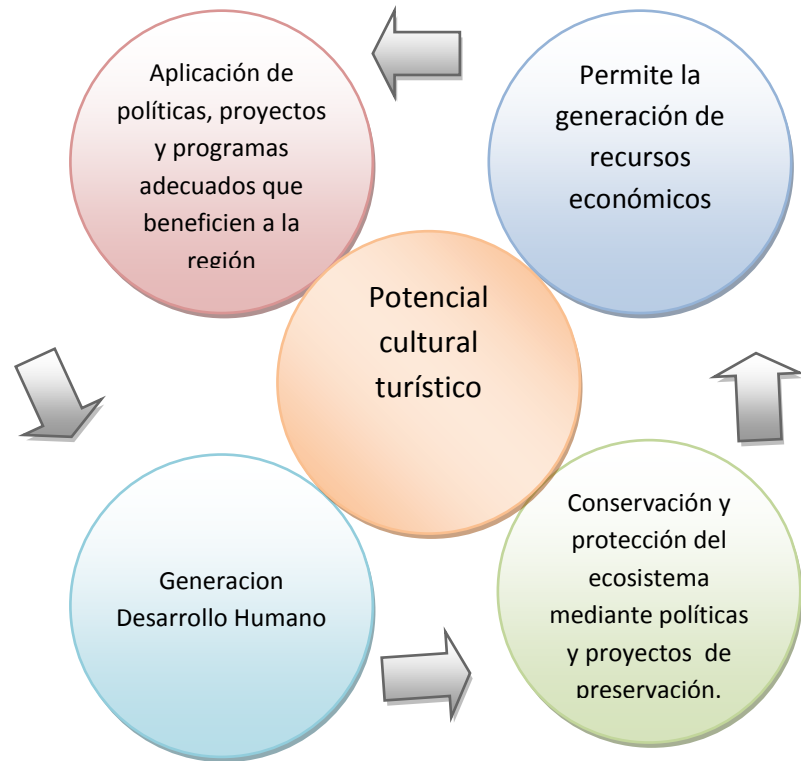 Aplicación de
políticas, proyectos
y programas
adecuados que
beneficien a la
región
Permite la
generación de
recursos
económicos
Potencial
cultural
turístico
Generacion
Desarrollo Humano
Conservación y
protección del
ecosistema
mediante políticas
y proyectos  de
preservación.